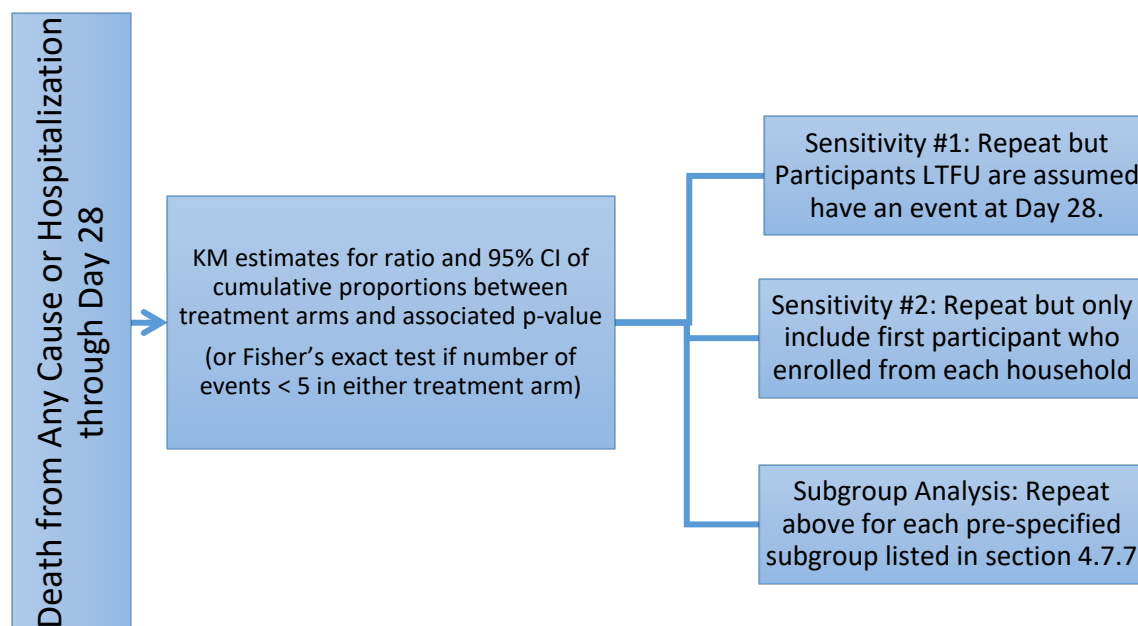 Death from Any Cause or Hospitalization
through Day 28
KM estimates for ratio and 95% CI of
cumulative proportions between
treatment arms and associated p-value
(or Fisher's exact test if number of
events < 5 in either treatment arm)
Sensitivity #1: Repeat but
Participants LTFU are assumed
have an event at Day 28.
Sensitivity #2: Repeat but only
include first participant who
enrolled from each household
Subgroup Analysis: Repeat
above for each pre-specified
subgroup listed in section 4.7.7